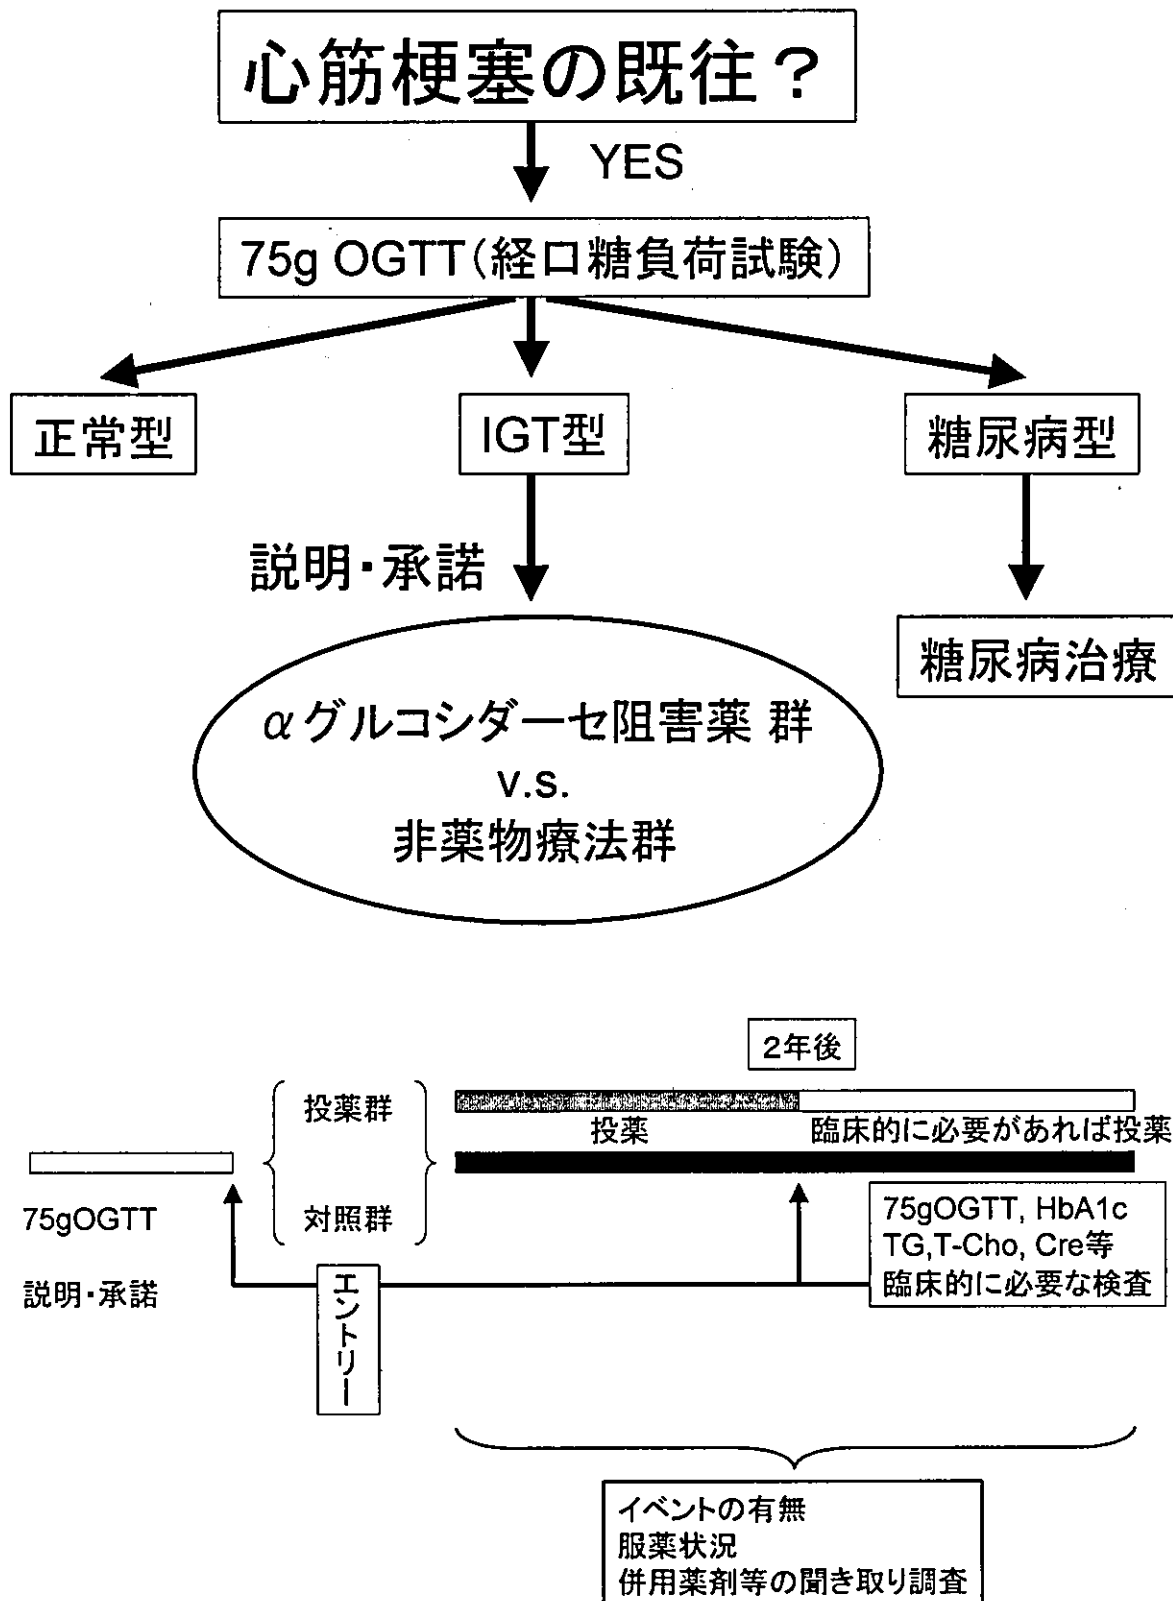 心筋梗塞の既往？
YES
75g OGTT（経口糖負荷試験）
正常型
IGT型
糖尿病型
説明・承諾
糖尿病治療
αグルコシダーセ阻害薬 群
v.s.
非薬物療法群
2年後
投薬群
投薬
臨床的に必要があれば投薬
対照群
75gOGTT
説明・承諾
エントリー
75gOGTT, HbA1c
TG,T-Cho, Cre等
臨床的に必要な検査
イベントの有無
服薬状況
併用薬剤等の聞き取り調査